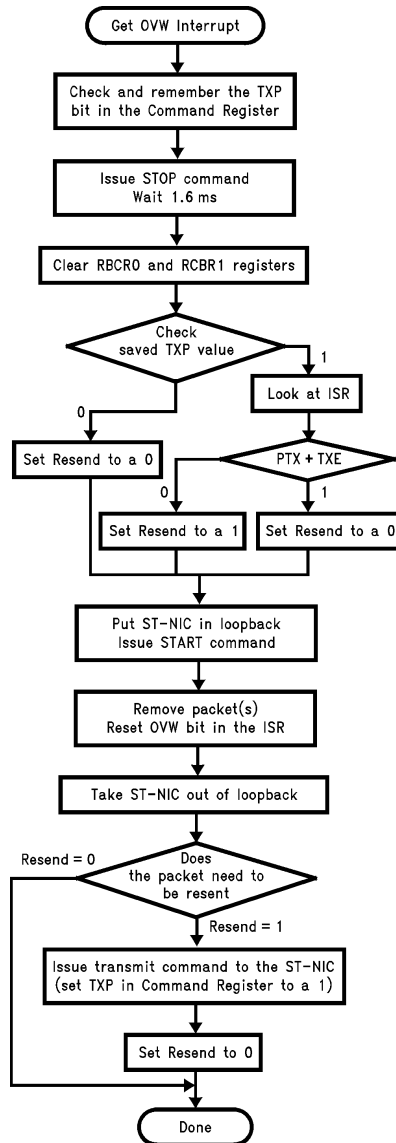 Get OVW Interrupt
Check and remember the TXP
bit in the Command Register
Issue STOP command
Wait 1.6 ms
Clear RBCR0 and RCBR1 registers
Check
saved TXP value
1
Look at ISR
0
Set Resend to a 0
PTX + TXE
0
1
Set Resend to a 1
Set Resend to a 0
Put ST-NIC in loopback
Issue START command
Remove packet(s)
Reset OVW bit in the ISR
Take ST-NIC out of loopback
Resend = 0
Does
the packet need to
be resent
Resend = 1
Issue transmit command to the ST-NIC
(set TXP in Command Register to a 1)
Set Resend to 0
Done